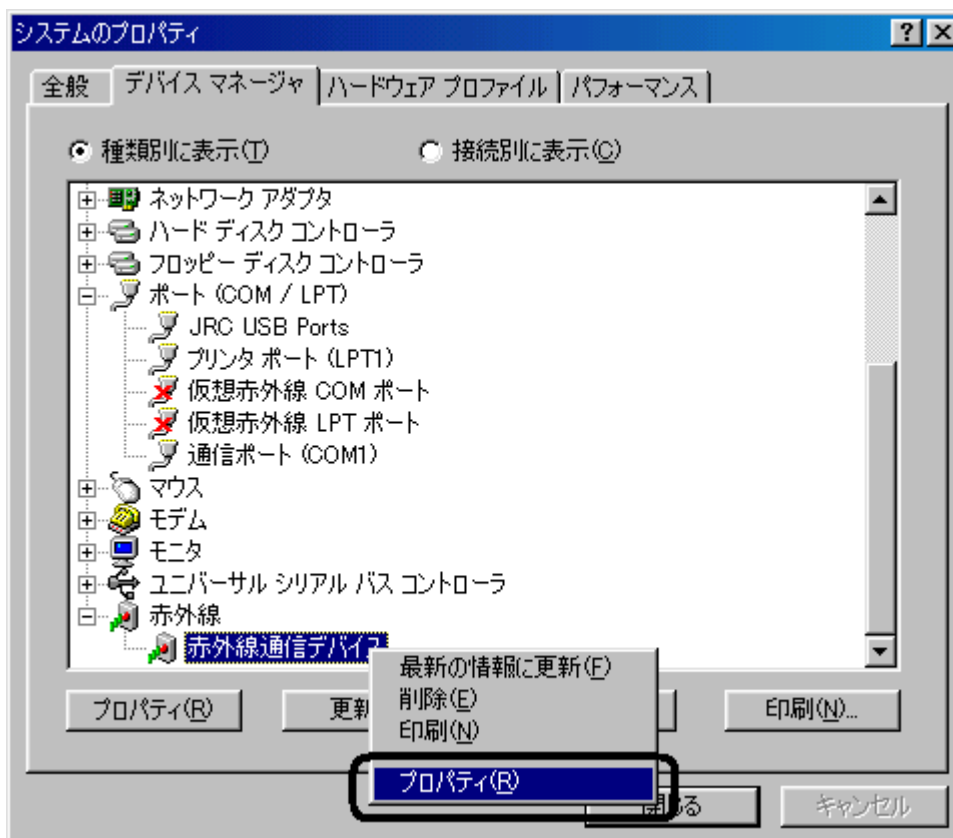 システムのプロパティ
全般 デバイス マネージャ ハードウェア プロファイル パフォーマンス
種類別に表示(T) 接続別に表示(C)
ネットワーク アダプタ
ハード ディスク コントローラ
フロッピー ディスク コントローラ
ポート (COM / LPT)
JRC USB Ports
プリンタ ポート (LPT1)
仮想赤外線 COM ポート
仮想赤外線 LPT ポート
通信ポート (COM1)
マウス
モデム
モニタ
ユニバーサル シリアル バス コントローラ
赤外線
赤外線通信デバイス
最新の情報に更新(F)
削除(E)
印刷(N)
プロパティ(R)
プロパティ(R) 更新 印刷(N)...
閉じる キャンセル